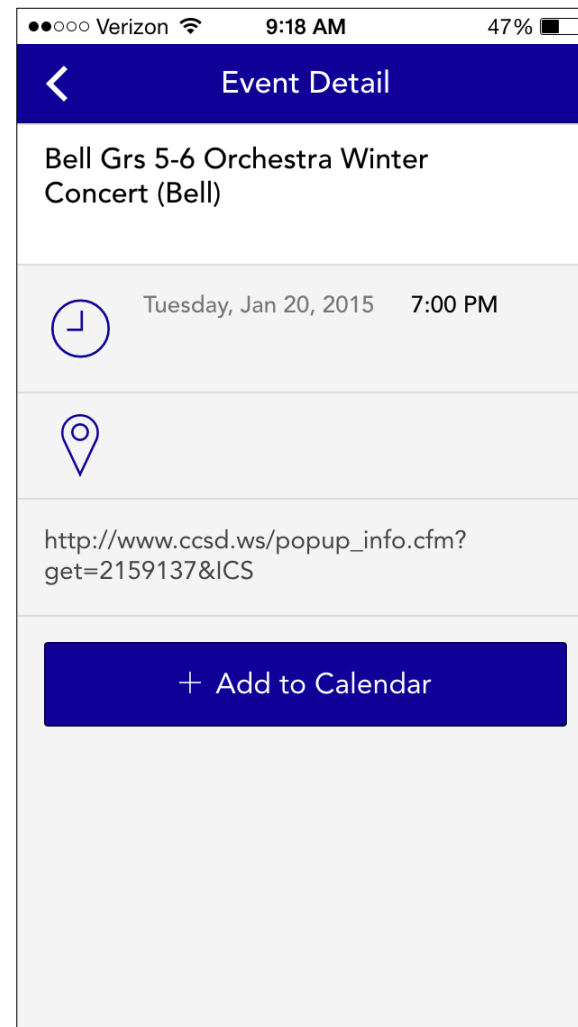 Verizon 9:18 AM 47%
Event Detail
Bell Grs 5-6 Orchestra Winter
Concert (Bell)
Tuesday, Jan 20, 2015 7:00 PM
http://www.ccsd.ws/popup_info.cfm?
get=2159137&ICS
+ Add to Calendar